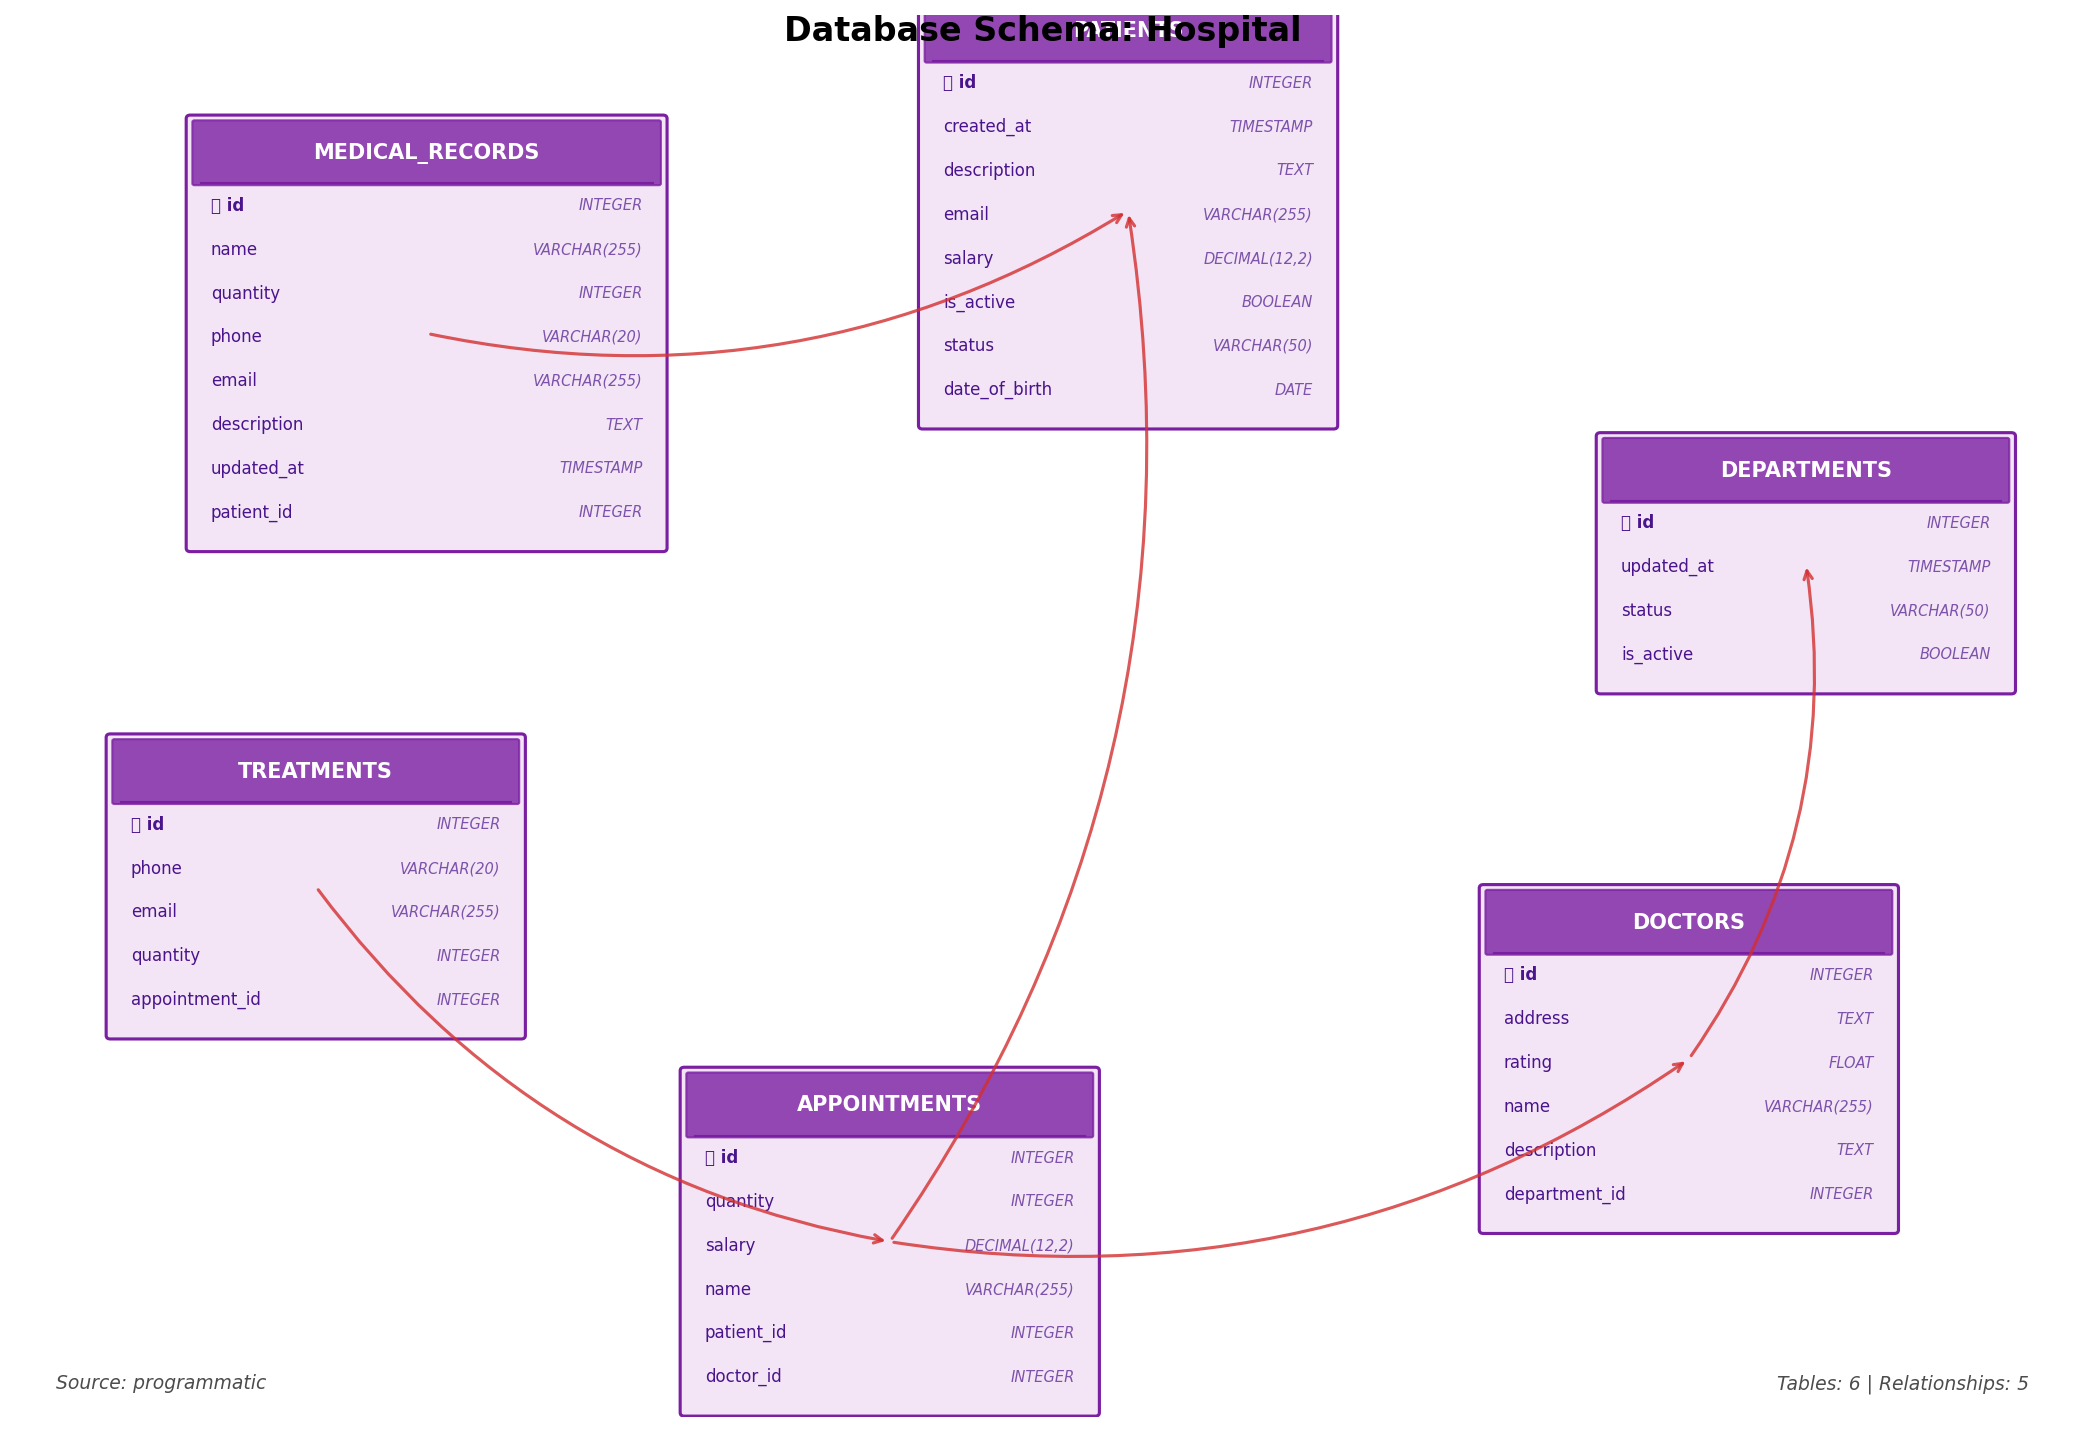 Database Schema: Hospital
PATIENTS
id INTEGER
created_at TIMESTAMP
description TEXT
email VARCHAR(255)
salary DECIMAL(12,2)
is_active BOOLEAN
status VARCHAR(50)
date_of_birth DATE
MEDICAL_RECORDS
id INTEGER
name VARCHAR(255)
quantity INTEGER
phone VARCHAR(20)
email VARCHAR(255)
description TEXT
updated_at TIMESTAMP
patient_id INTEGER
DEPARTMENTS
id INTEGER
updated_at TIMESTAMP
status VARCHAR(50)
is_active BOOLEAN
TREATMENTS
id INTEGER
phone VARCHAR(20)
email VARCHAR(255)
quantity INTEGER
appointment_id INTEGER
DOCTORS
id INTEGER
address TEXT
rating FLOAT
name VARCHAR(255)
description TEXT
department_id INTEGER
APPOINTMENTS
id INTEGER
quantity INTEGER
salary DECIMAL(12,2)
name VARCHAR(255)
patient_id INTEGER
doctor_id INTEGER
Source: programmatic
Tables: 6 | Relationships: 5